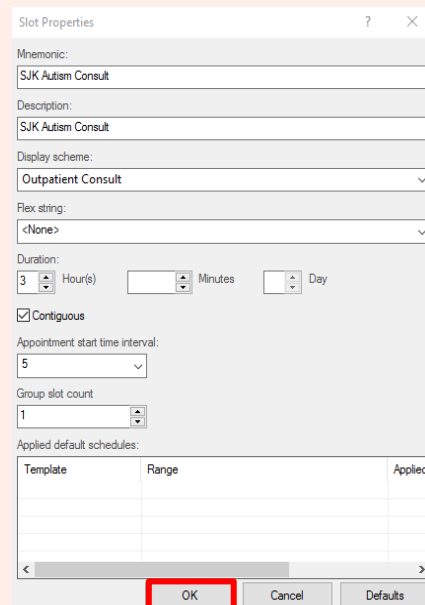 Slot Properties ?
Mnemonic:
SJK Autism Consult
Description:
SJK Autism Consult
Display scheme:
Outpatient Consult
Flex string:
<None>
Duration:
3 Hour(s) Minutes Day
Contiguous
Appointment start time interval:
5
Group slot count
1
Applied default schedules:
Template Range Applied
OK Cancel Defaults